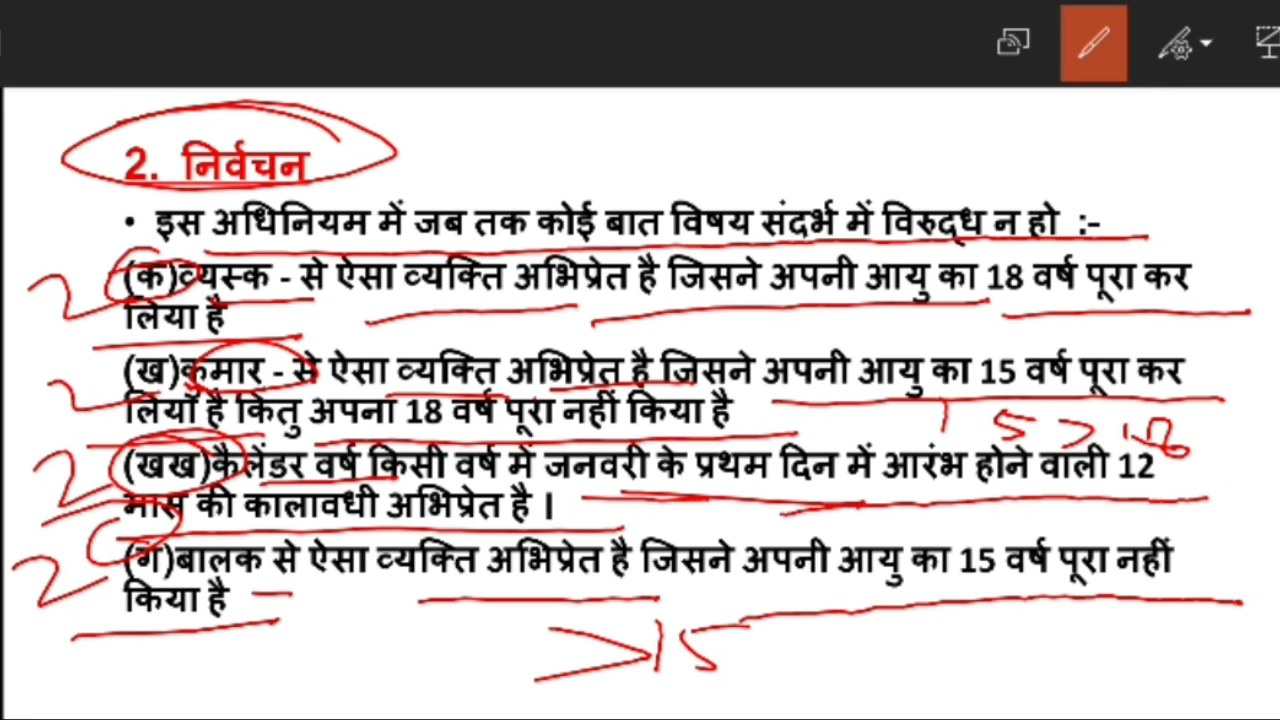 2. निर्वचन
• इस अधिनियम में जब तक कोई बात विषय संदर्भ में विरुद्ध न हो :-
(क)व्यस्क - से ऐसा व्यक्ति अभिप्रेत है जिसने अपनी आयु का 18 वर्ष पूरा कर
लिया है
(ख)कुमार - से ऐसा व्यक्ति अभिप्रेत है जिसने अपनी आयु का 15 वर्ष पूरा कर
लिया है किंतु अपना 18 वर्ष पूरा नहीं किया है
15 > 18
(खख)कैलेंडर वर्ष किसी वर्ष में जनवरी के प्रथम दिन में आरंभ होने वाली 12
मास की कालावधी अभिप्रेत है ।
(ग)बालक से ऐसा व्यक्ति अभिप्रेत है जिसने अपनी आयु का 15 वर्ष पूरा नहीं
किया है
>15